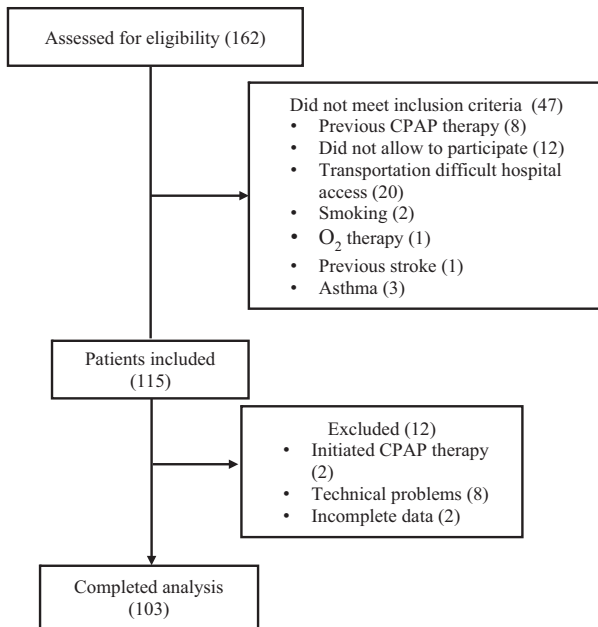 Assessed for eligibility (162)
Did not meet inclusion criteria (47)
• Previous CPAP therapy (8)
• Did not allow to participate (12)
• Transportation difficult hospital
access (20)
• Smoking (2)
• O₂ therapy (1)
• Previous stroke (1)
• Asthma (3)
Patients included
(115)
Excluded (12)
• Initiated CPAP therapy
(2)
• Technical problems (8)
• Incomplete data (2)
Completed analysis
(103)